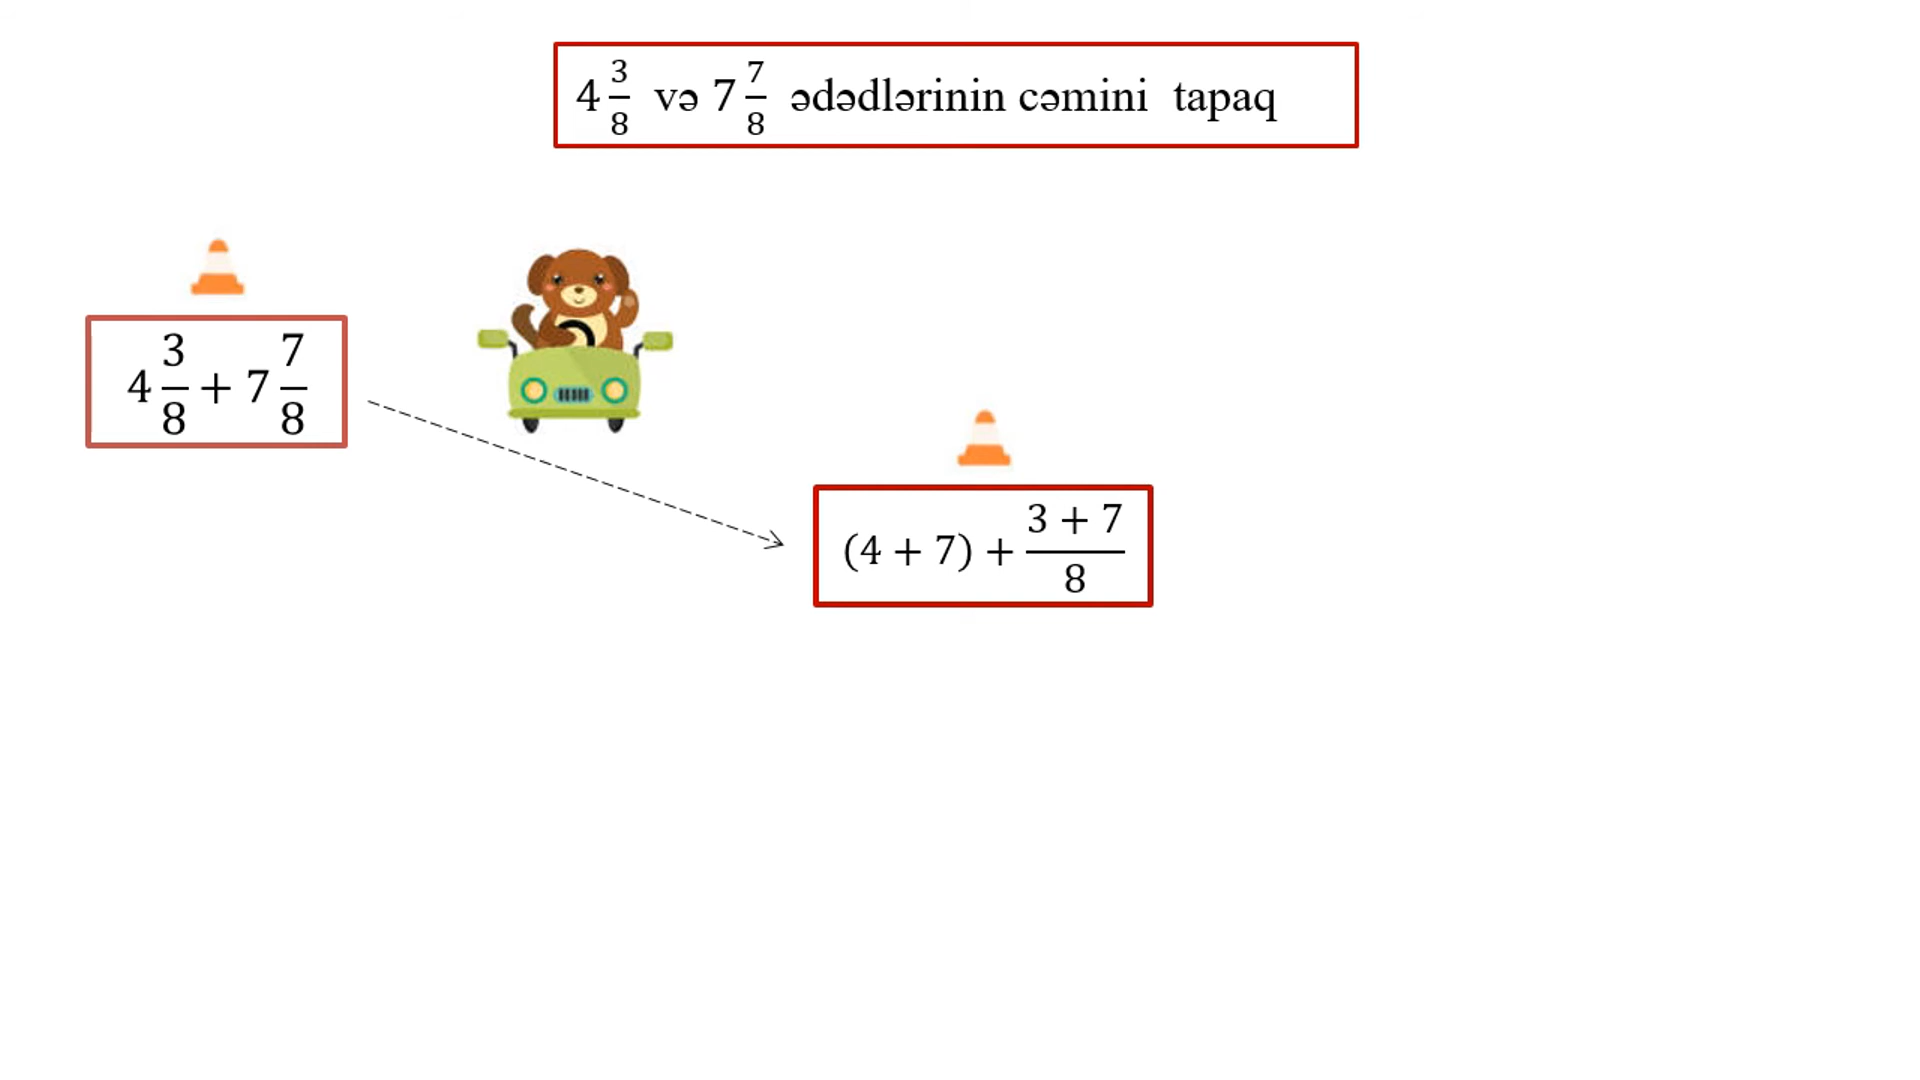 4 3/8 və 7 7/8 ədədlərinin cəmini tapaq
4 3/8 + 7 7/8
(4 + 7) + (3 + 7)/8